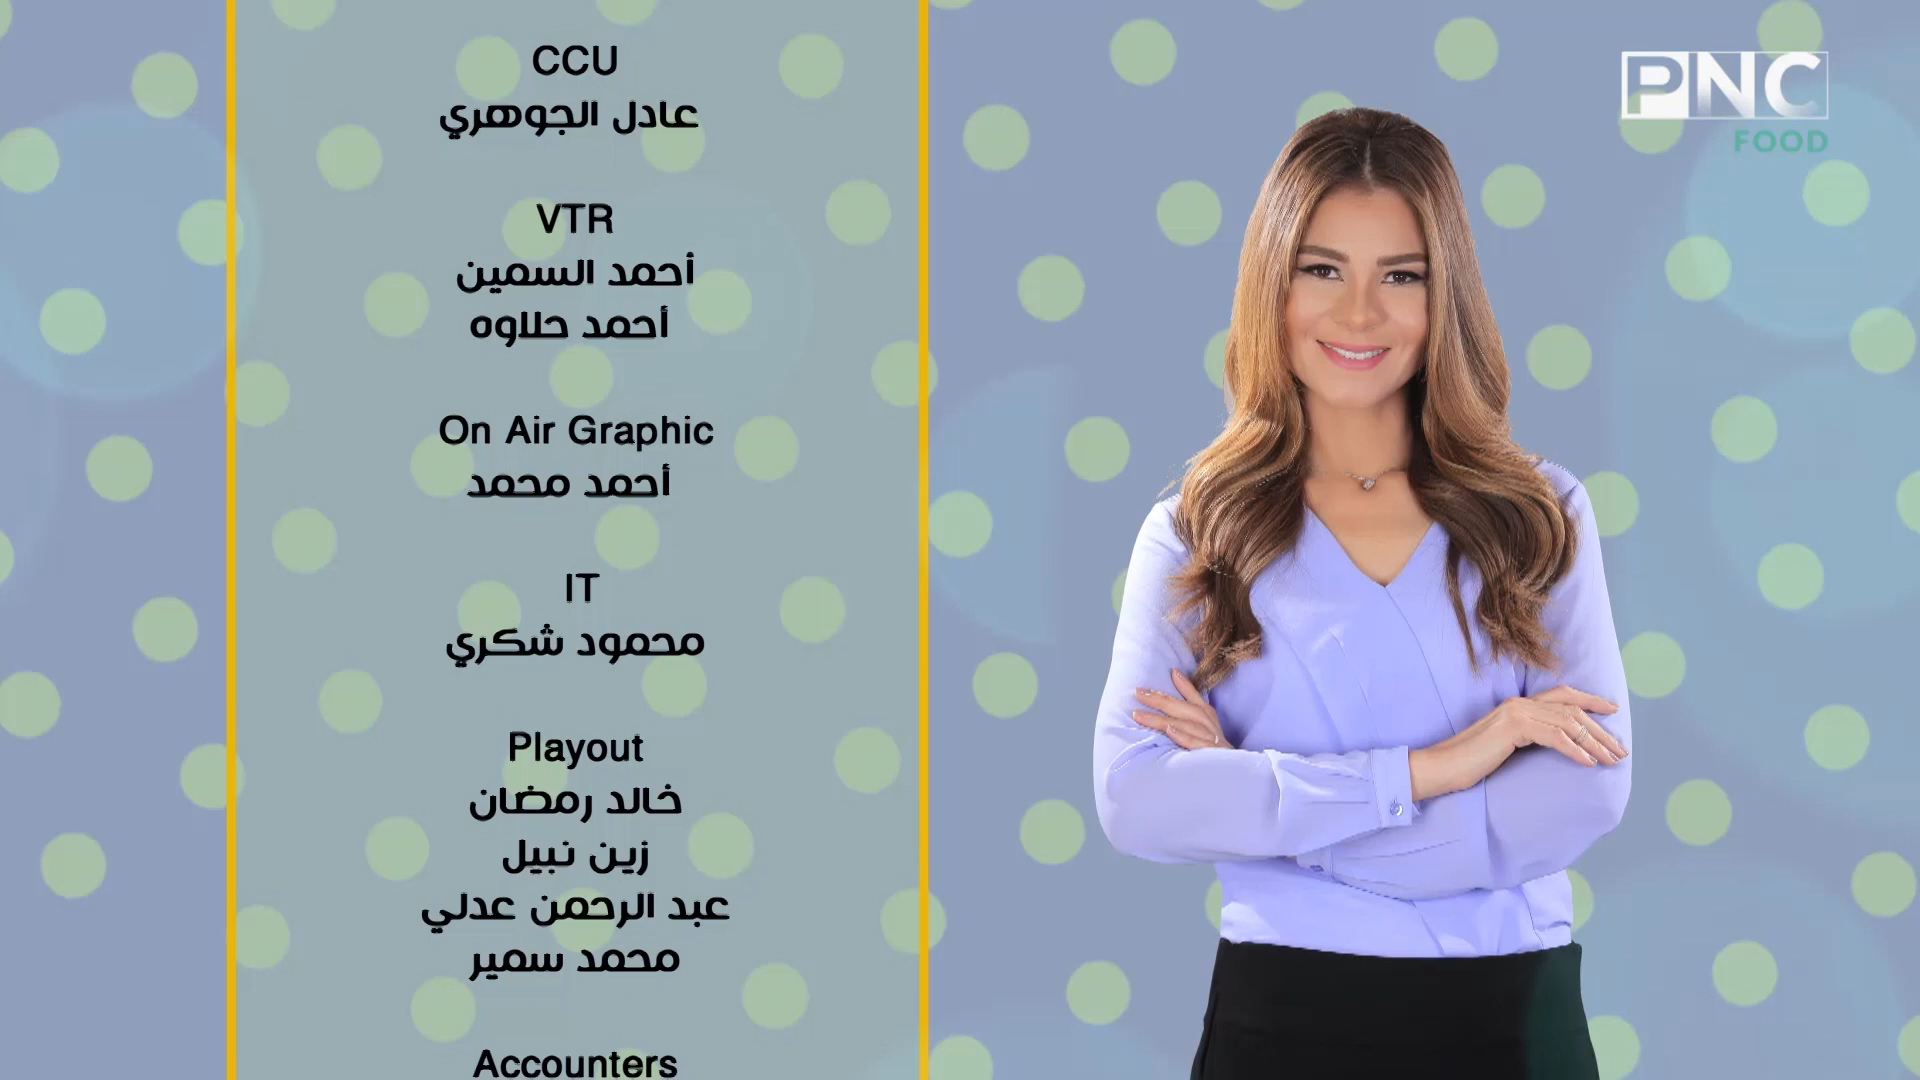 CCU
عادل الجوهري
VTR
أحمد السمين
أحمد حلاوه
On Air Graphic
أحمد محمد
IT
محمود شكري
Playout
خالد رمضان
زين نبيل
عبد الرحمن عدلي
محمد سمير
Accounters
PNC
FOOD